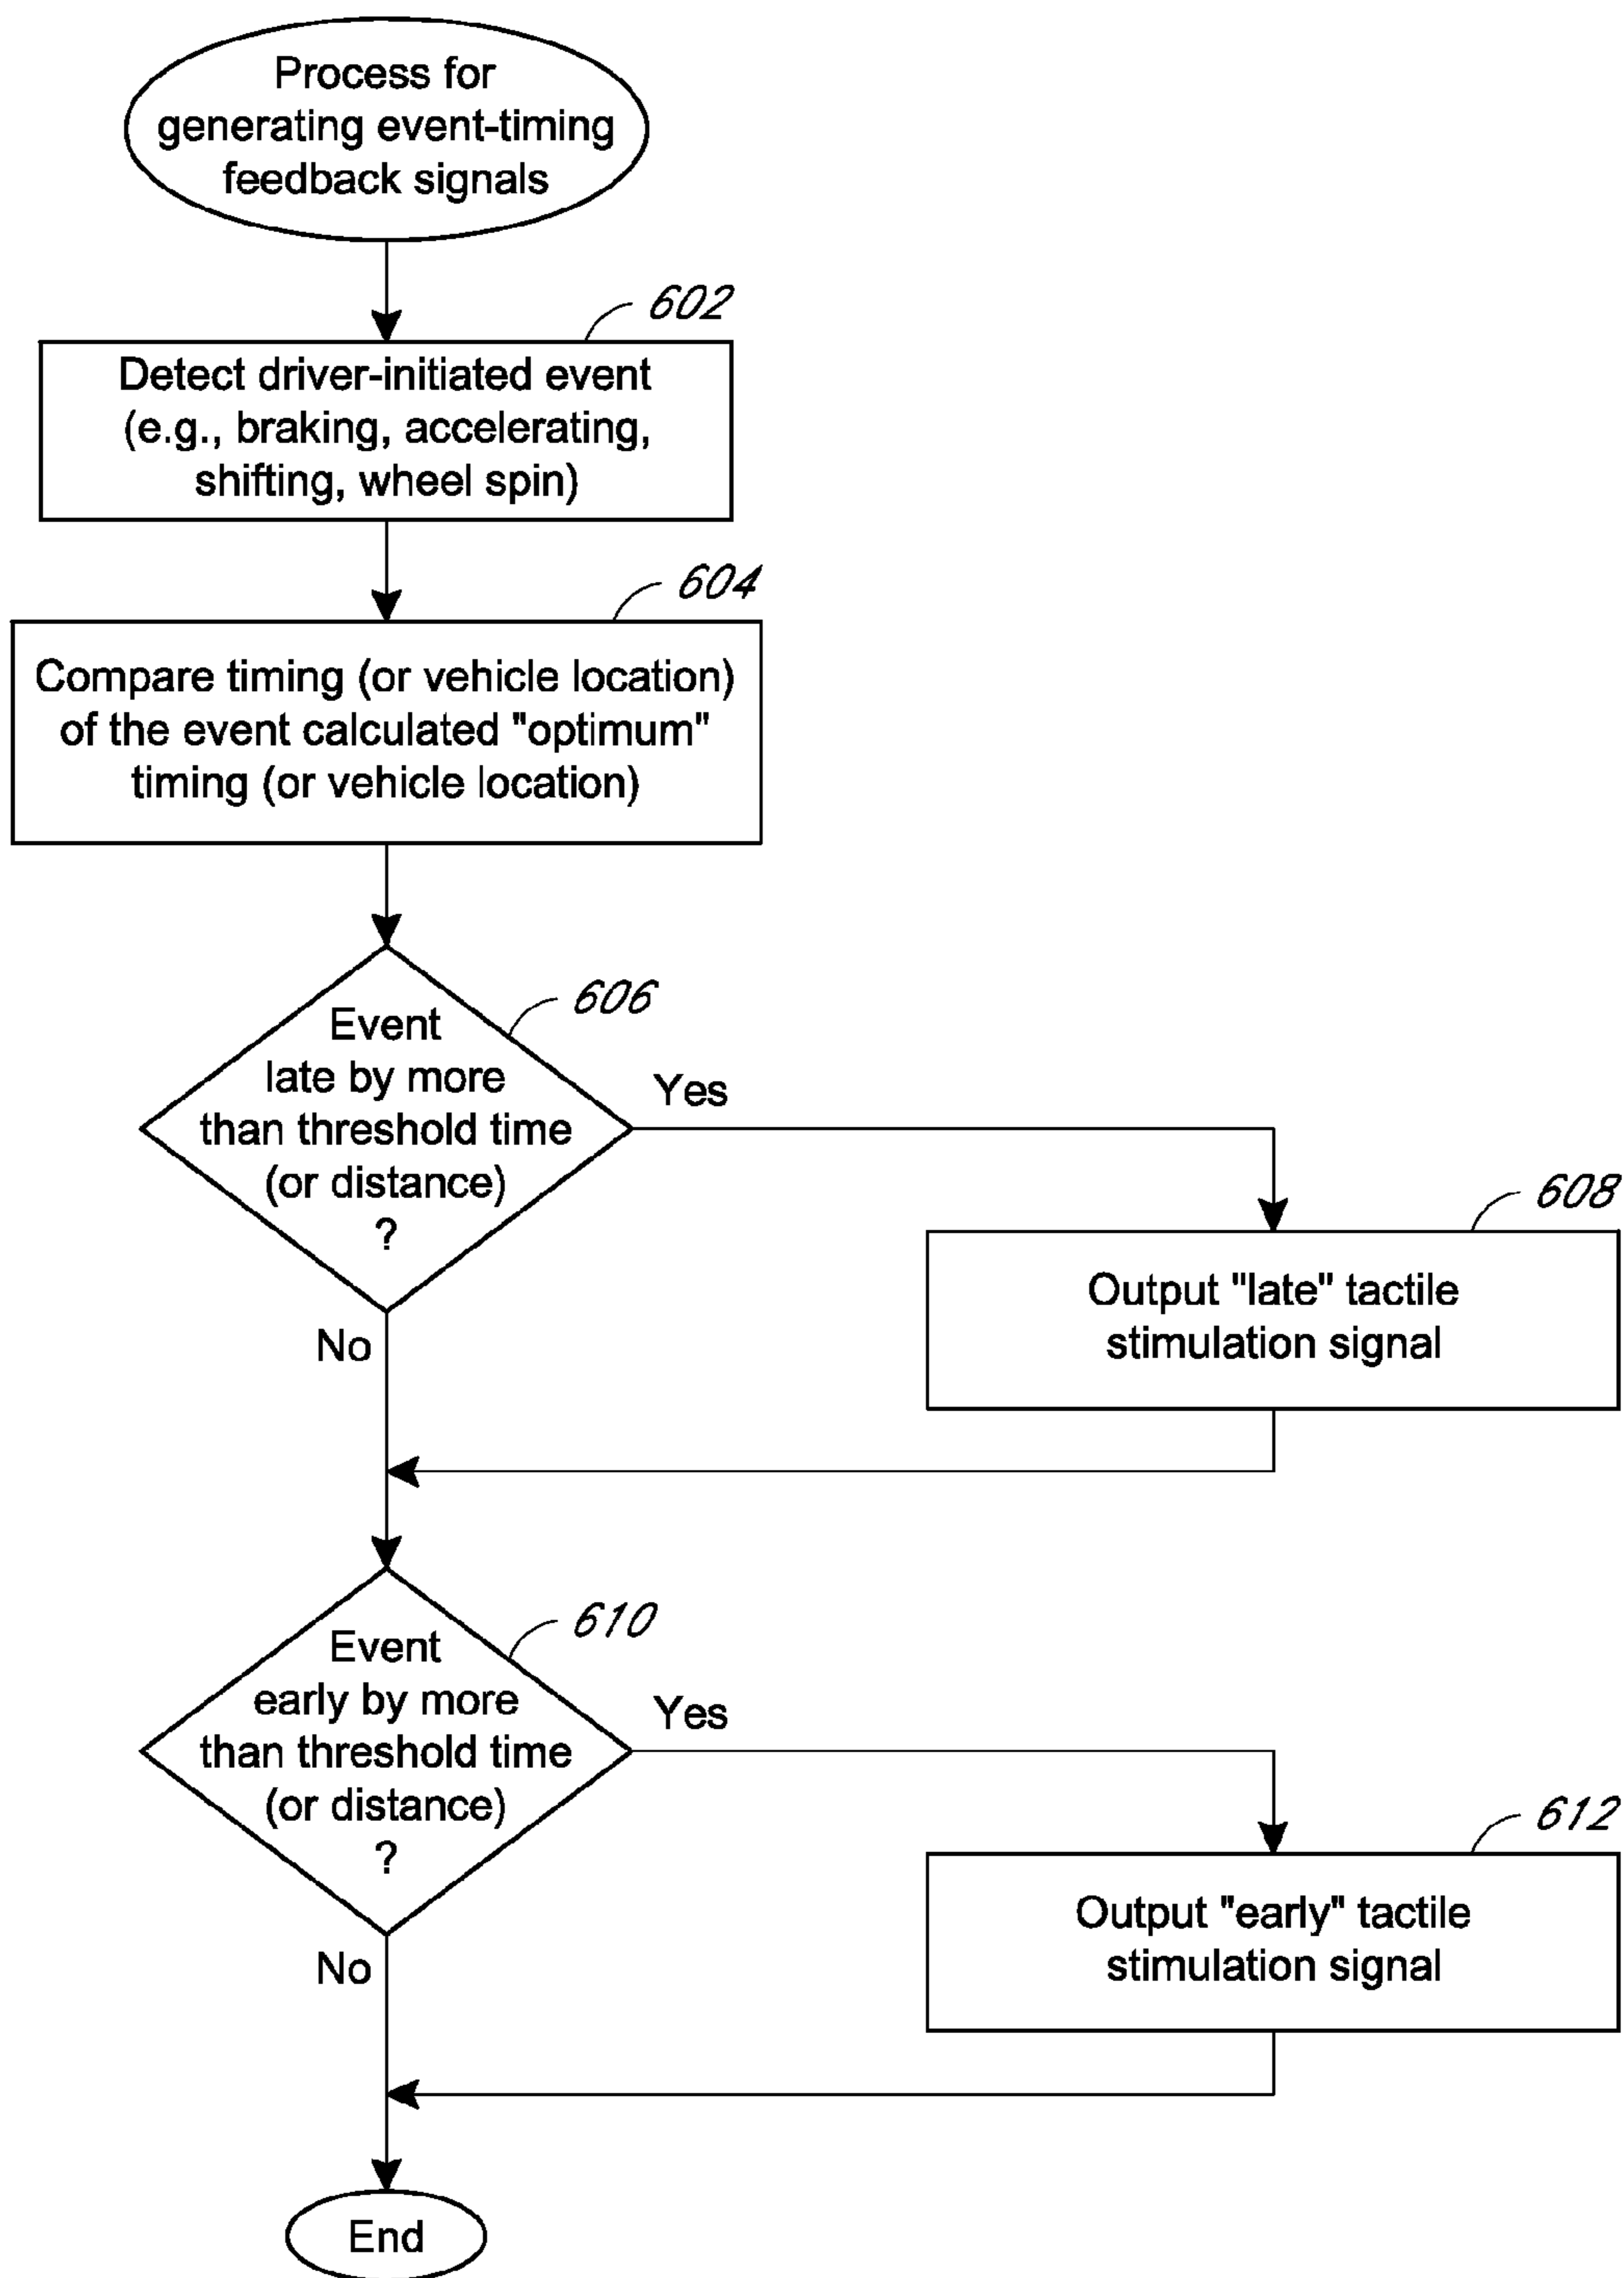 Process for
generating event-timing
feedback signals
602
Detect driver-initiated event
(e.g., braking, accelerating,
shifting, wheel spin)
604
Compare timing (or vehicle location)
of the event calculated "optimum"
timing (or vehicle location)
606
Event
late by more
than threshold time
(or distance)
?
Yes
No
608
Output "late" tactile
stimulation signal
610
Event
early by more
than threshold time
(or distance)
?
Yes
No
612
Output "early" tactile
stimulation signal
End